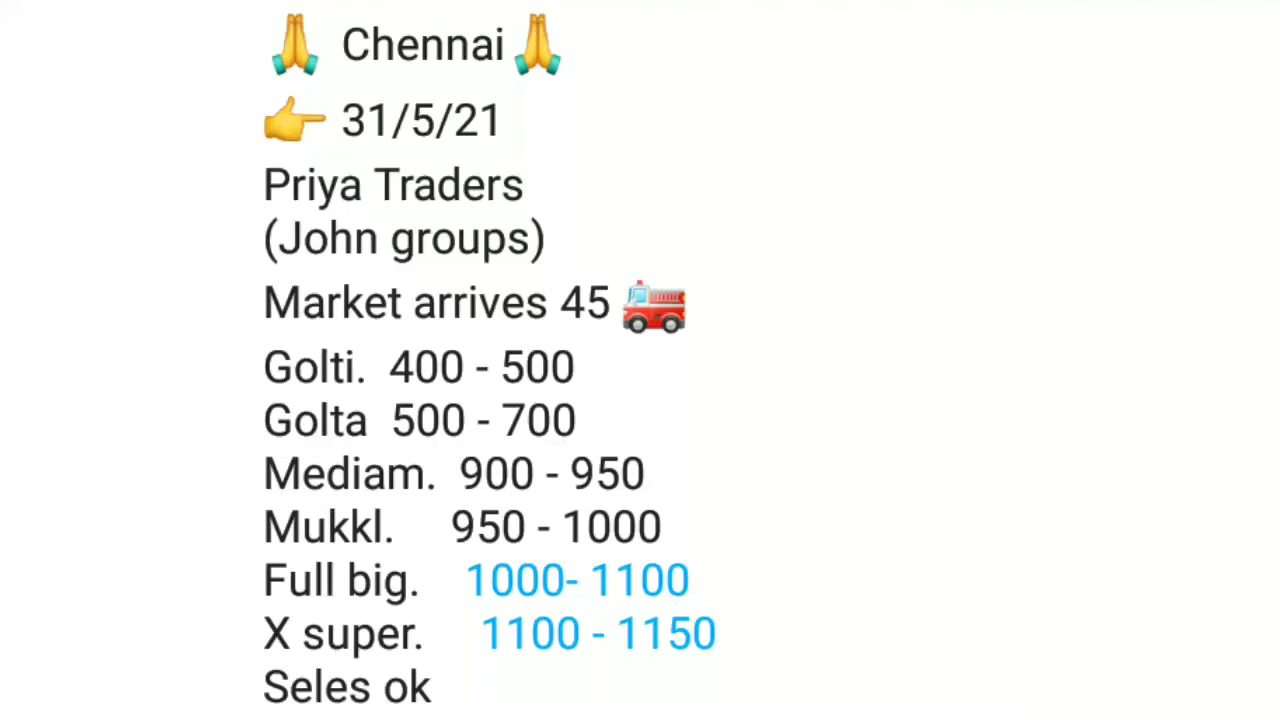 🙏 Chennai 🙏
👉 31/5/21
Priya Traders
(John groups)
Market arrives 45 🚒
Golti. 400 - 500
Golta 500 - 700
Mediam. 900 - 950
Mukkl. 950 - 1000
Full big. 1000- 1100
X super. 1100 - 1150
Seles ok